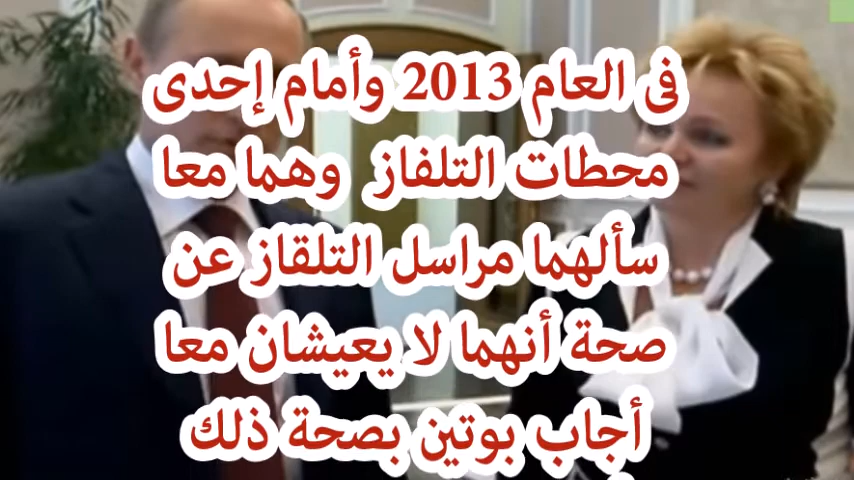 فى العام 2013 وأمام إحدى
محطات التلفاز وهما معا
سألهما مراسل التلقاز عن
صحة أنهما لا يعيشان معا
أجاب بوتين بصحة ذلك